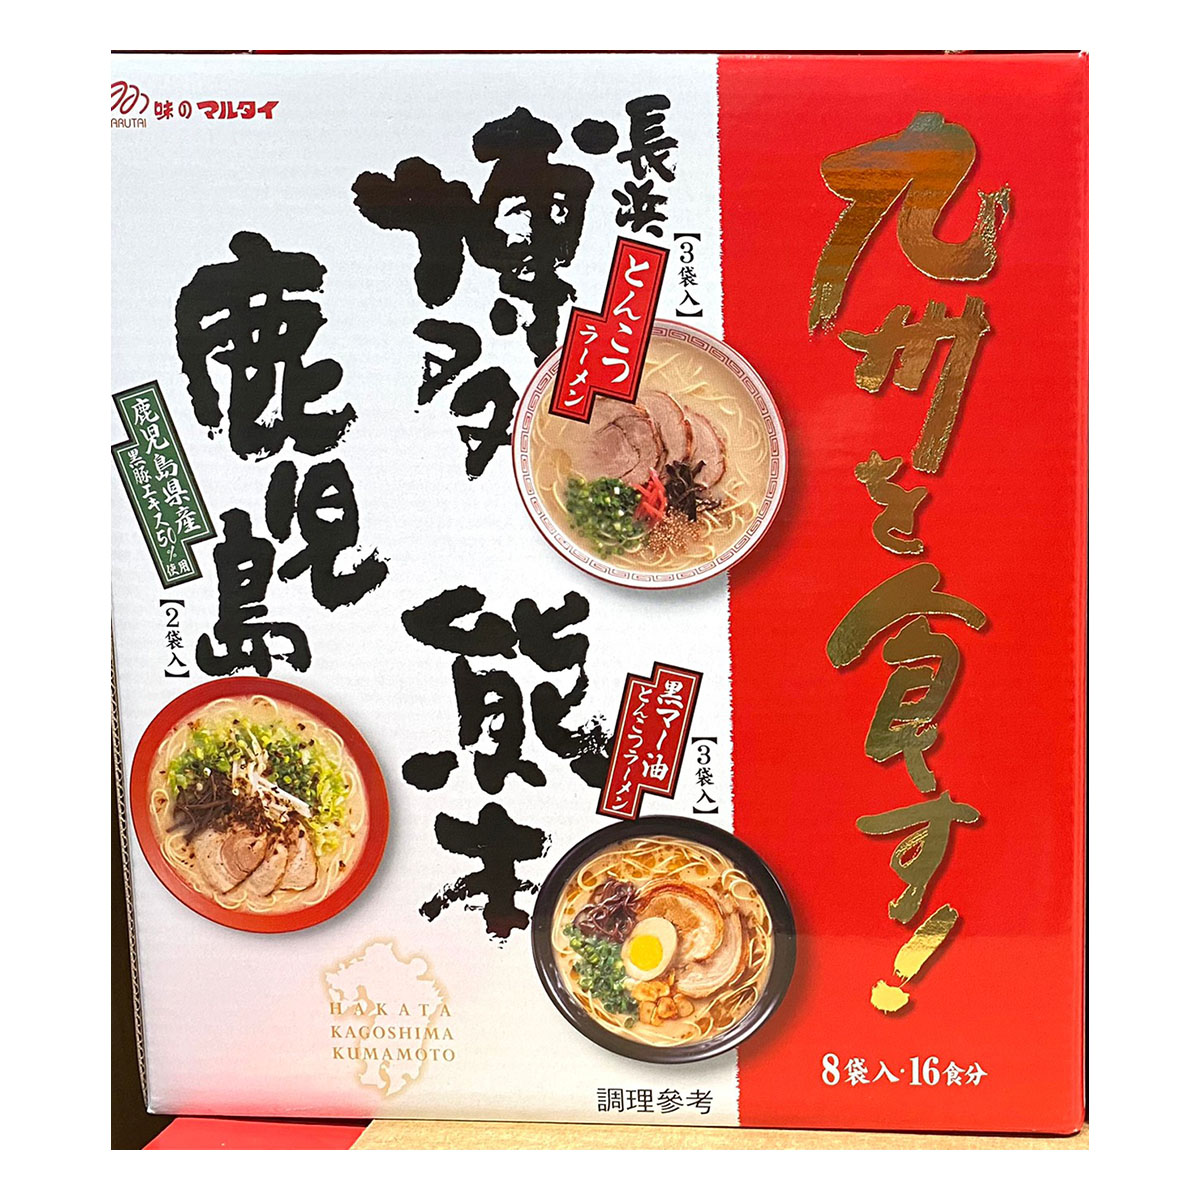 九州を食す!
8袋入・16食分
ARUTAI
味のマルタイ
長浜
博多
とんこつ
ラーメン
【3袋入】
鹿児島
鹿児島県産
黒豚エキス50%使用
【2袋入】
熊本
黒マー油
とんこつラーメン
【3袋入】
HAKATA
KAGOSHIMA
KUMAMOTO
調理參考